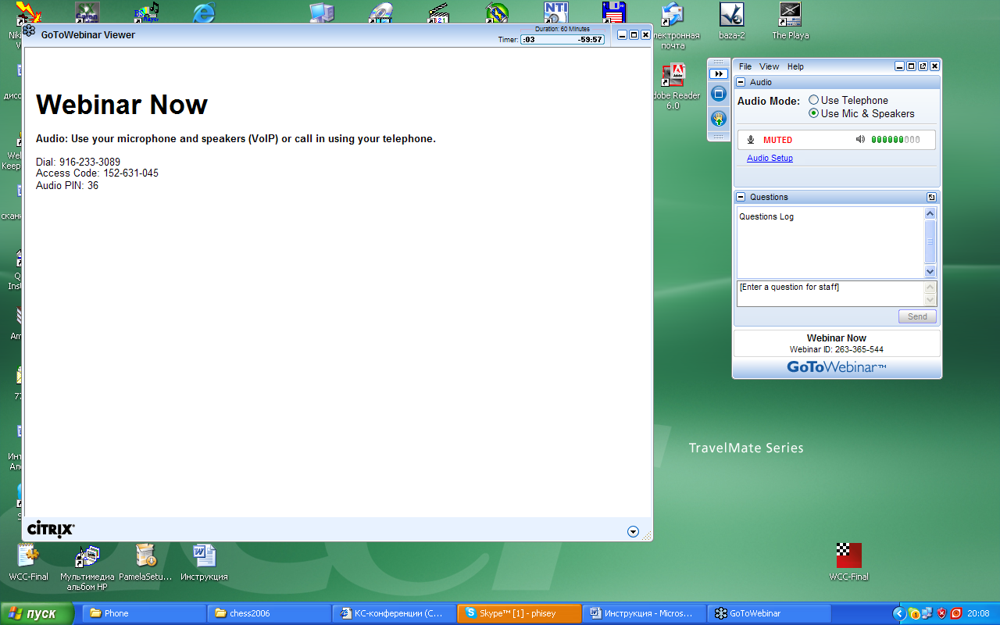 GoToWebinar Viewer
Duration: 60 Minutes
Timer: :03 -59:57
Webinar Now
Audio: Use your microphone and speakers (VoIP) or call in using your telephone.
Dial: 916-233-3089
Access Code: 152-631-045
Audio PIN: 36
CITRIX
File View Help
Audio
Audio Mode: Use Telephone
Use Mic & Speakers
MUTED
Audio Setup
Questions
Questions Log
[Enter a question for staff]
Send
Webinar Now
Webinar ID: 263-365-544
GoToWebinar™
NTI
почта
baza-2
The Playa
6.0
TravelMate Series
WCC-Final
Мультимедиа
альбом HP
PamelaSetu...
Инструкция
WCC-Final
пуск
Phone
chess2006
КС-конференции (C...
Skype™ [1] - phisey
Инструкция - Micros...
GoToWebinar
20:08